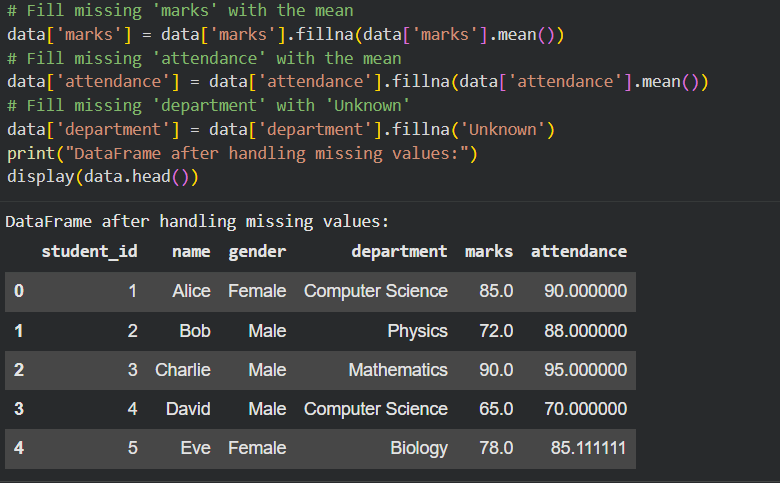 # Fill missing 'marks' with the mean
data['marks'] = data['marks'].fillna(data['marks'].mean())
# Fill missing 'attendance' with the mean
data['attendance'] = data['attendance'].fillna(data['attendance'].mean())
# Fill missing 'department' with 'Unknown'
data['department'] = data['department'].fillna('Unknown')
print("DataFrame after handling missing values:")
display(data.head())
DataFrame after handling missing values:
student_id name gender department marks attendance
0 1 Alice Female Computer Science 85.0 90.000000
1 2 Bob Male Physics 72.0 88.000000
2 3 Charlie Male Mathematics 90.0 95.000000
3 4 David Male Computer Science 65.0 70.000000
4 5 Eve Female Biology 78.0 85.111111